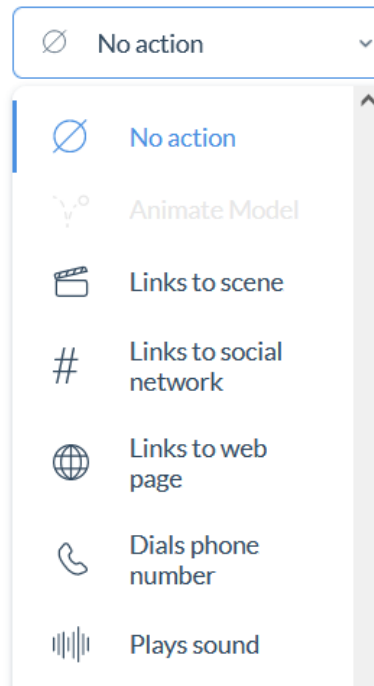 No action
No action
Animate Model
Links to scene
Links to social
network
Links to web
page
Dials phone
number
Plays sound